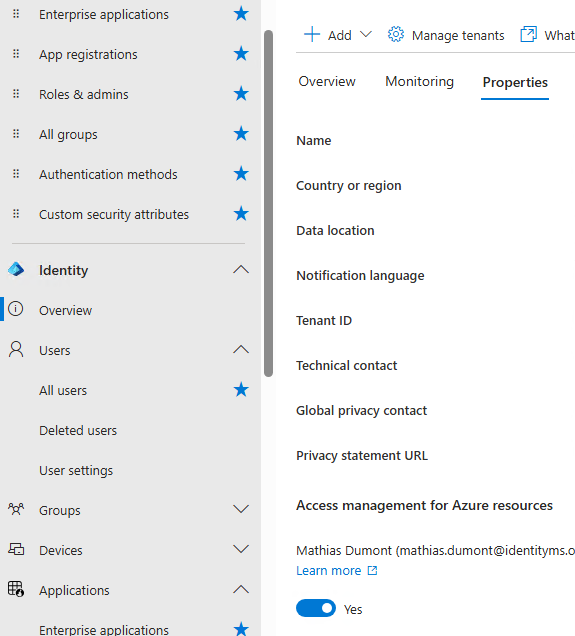 Enterprise applications
App registrations
Roles & admins
All groups
Authentication methods
Custom security attributes
Identity
Overview
Users
All users
Deleted users
User settings
Groups
Devices
Applications
Enterprise applications
Add
Manage tenants
What
Overview
Monitoring
Properties
Name
Country or region
Data location
Notification language
Tenant ID
Technical contact
Global privacy contact
Privacy statement URL
Access management for Azure resources
Mathias Dumont (mathias.dumont@identityms.o
Learn more
Yes